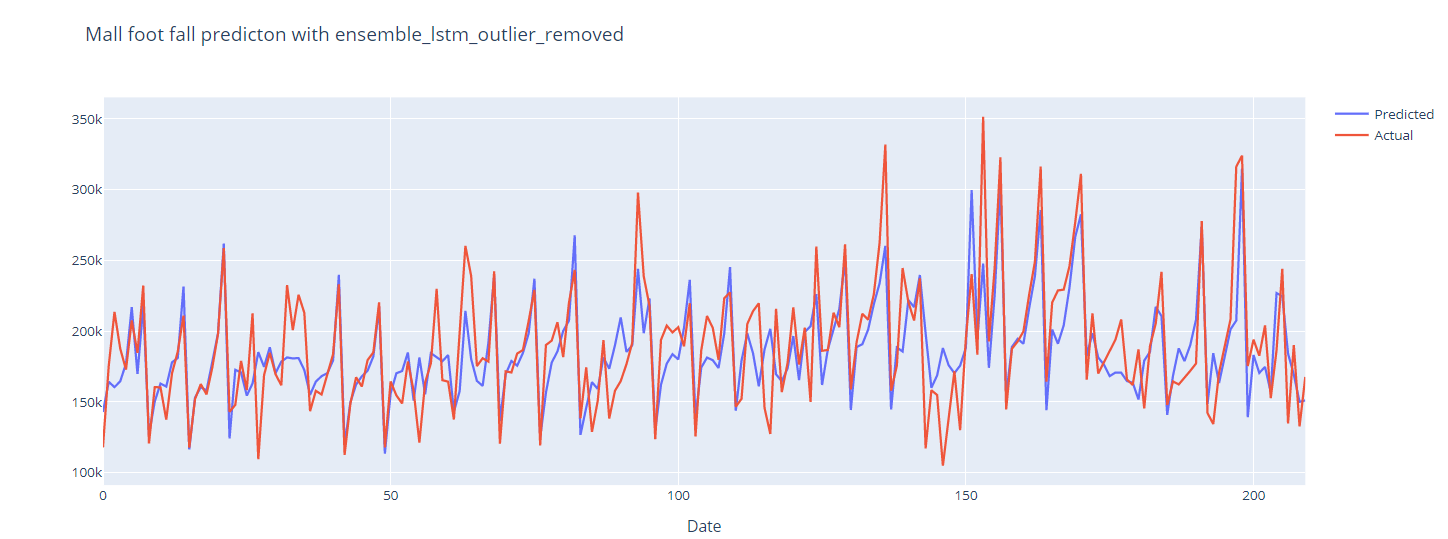 Mall foot fall predicton with ensemble_lstm_outlier_removed
Predicted
Actual
350k
300k
250k
200k
150k
100k
0 50 100 150 200
Date